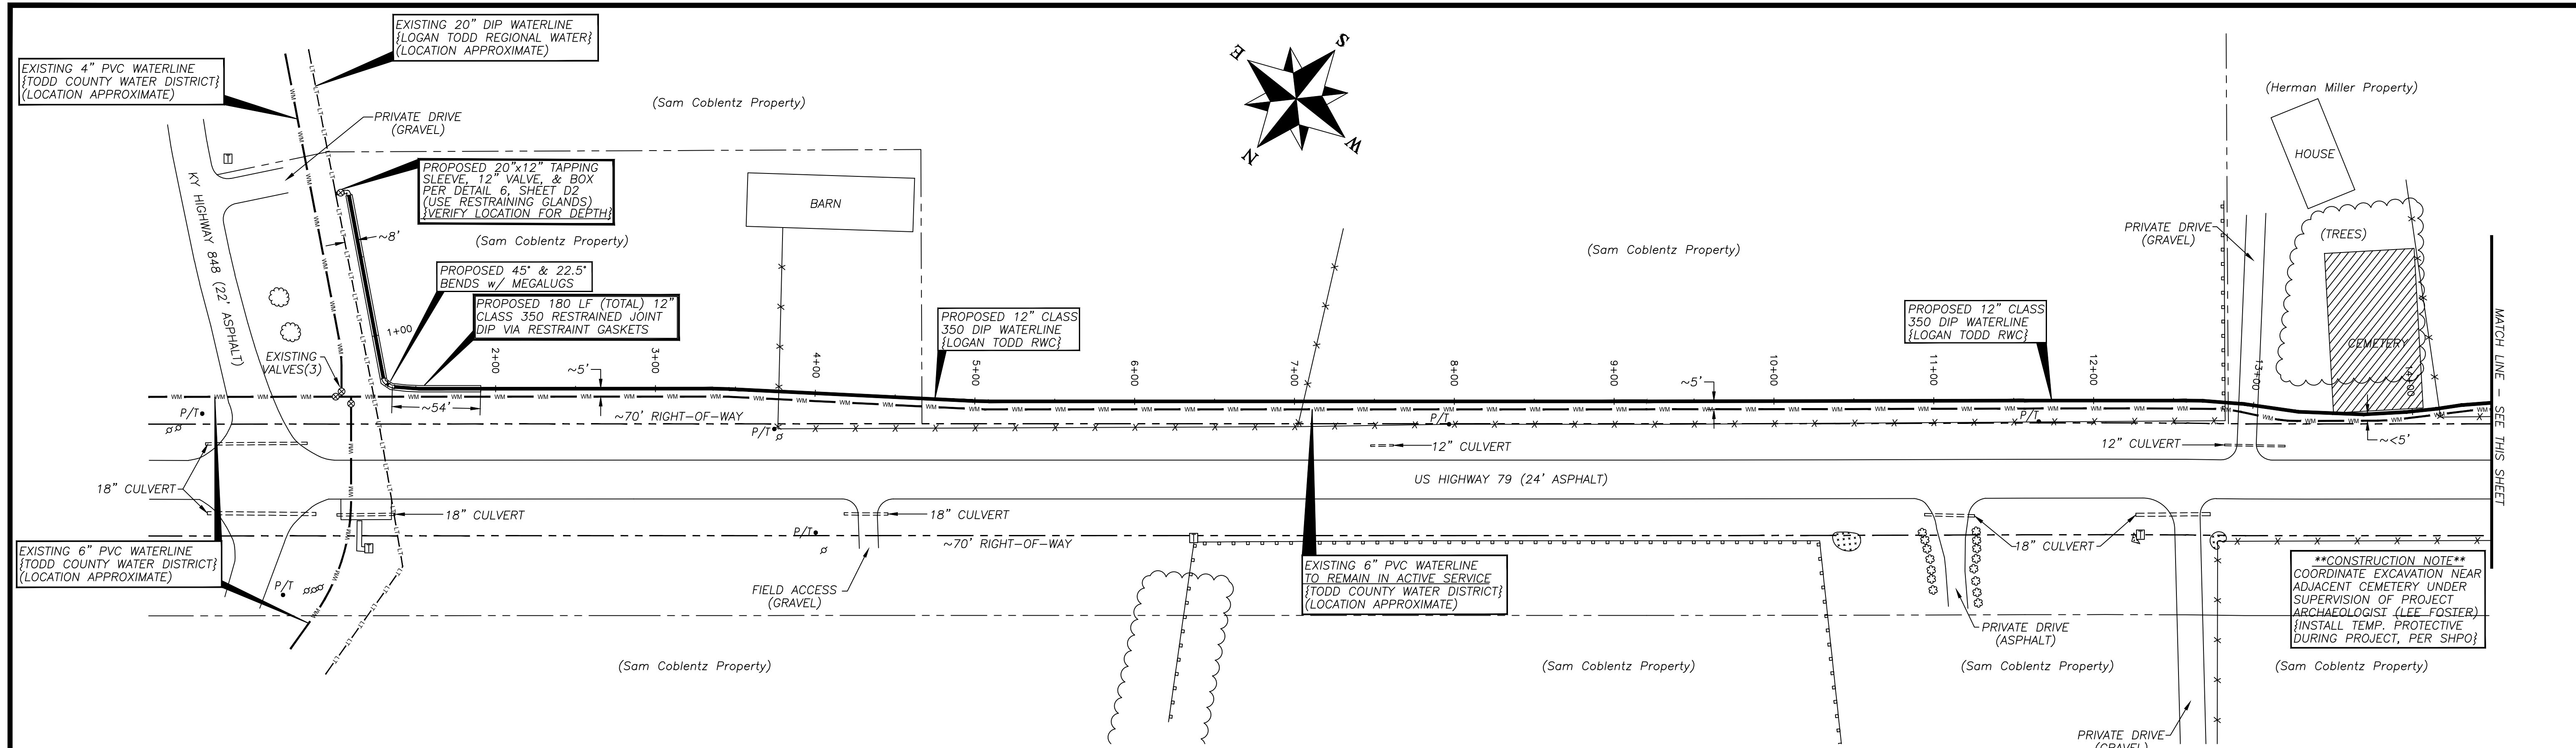 EXISTING 20" DIP WATERLINE
{LOGAN TODD REGIONAL WATER}
(LOCATION APPROXIMATE)
EXISTING 4" PVC WATERLINE
{TODD COUNTY WATER DISTRICT}
(LOCATION APPROXIMATE)
PRIVATE DRIVE
(GRAVEL)
(Sam Coblentz Property)
E
S
N
W
(Herman Miller Property)
HOUSE
T
KY HIGHWAY 848 (22' ASPHALT)
PROPOSED 20"x12" TAPPING
SLEEVE, 12" VALVE, & BOX
PER DETAIL 6, SHEET D2
(USE RESTRAINING GLANDS)
{VERIFY LOCATION FOR DEPTH}
BARN
~8'
(Sam Coblentz Property)
(Sam Coblentz Property)
PRIVATE DRIVE
(GRAVEL)
(TREES)
CEMETERY
PROPOSED 45° & 22.5°
BENDS w/ MEGALUGS
PROPOSED 180 LF (TOTAL) 12"
CLASS 350 RESTRAINED JOINT
DIP VIA RESTRAINT GASKETS
PROPOSED 12" CLASS
350 DIP WATERLINE
{LOGAN TODD RWC}
PROPOSED 12" CLASS
350 DIP WATERLINE
{LOGAN TODD RWC}
EXISTING
VALVES(3)
1+00
2+00
3+00
4+00
5+00
6+00
7+00
8+00
9+00
10+00
11+00
12+00
13+00
14+00
~5'
~5'
~54'
~<5'
MATCH LINE - SEE THIS SHEET
P/T
~70' RIGHT-OF-WAY
P/T
P/T
P/T
12" CULVERT
12" CULVERT
US HIGHWAY 79 (24' ASPHALT)
18" CULVERT
18" CULVERT
18" CULVERT
18" CULVERT
P/T
~70' RIGHT-OF-WAY
T
T
T
EXISTING 6" PVC WATERLINE
{TODD COUNTY WATER DISTRICT}
(LOCATION APPROXIMATE)
P/T
FIELD ACCESS
(GRAVEL)
EXISTING 6" PVC WATERLINE
TO REMAIN IN ACTIVE SERVICE
{TODD COUNTY WATER DISTRICT}
(LOCATION APPROXIMATE)
PRIVATE DRIVE
(ASPHALT)
**CONSTRUCTION NOTE**
COORDINATE EXCAVATION NEAR
ADJACENT CEMETERY UNDER
SUPERVISION OF PROJECT
ARCHAEOLOGIST (LEE FOSTER)
{INSTALL TEMP. PROTECTIVE
DURING PROJECT, PER SHPO}
(Sam Coblentz Property)
(Sam Coblentz Property)
(Sam Coblentz Property)
(Sam Coblentz Property)
PRIVATE DRIVE
(GRAVEL)